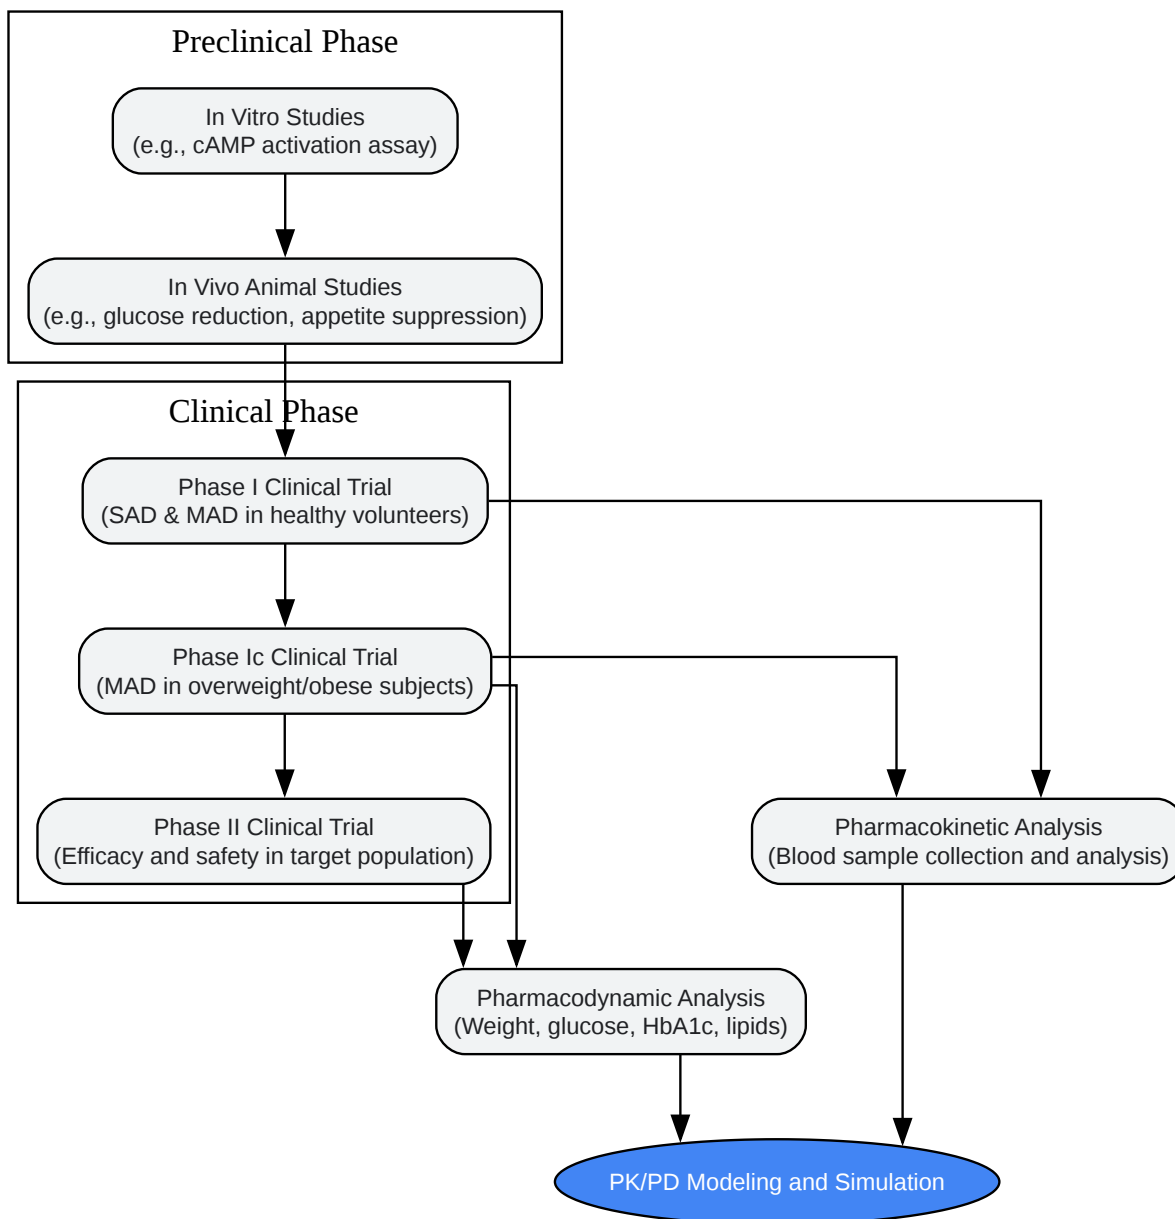 Preclinical Phase
In Vitro Studies
(e.g., cAMP activation assay)
In Vivo Animal Studies
(e.g., glucose reduction, appetite suppression)
Clinical Phase
Phase I Clinical Trial
(SAD & MAD in healthy volunteers)
Phase Ic Clinical Trial
(MAD in overweight/obese subjects)
Phase II Clinical Trial
(Efficacy and safety in target population)
Pharmacokinetic Analysis
(Blood sample collection and analysis)
Pharmacodynamic Analysis
(Weight, glucose, HbA1c, lipids)
PK/PD Modeling and Simulation